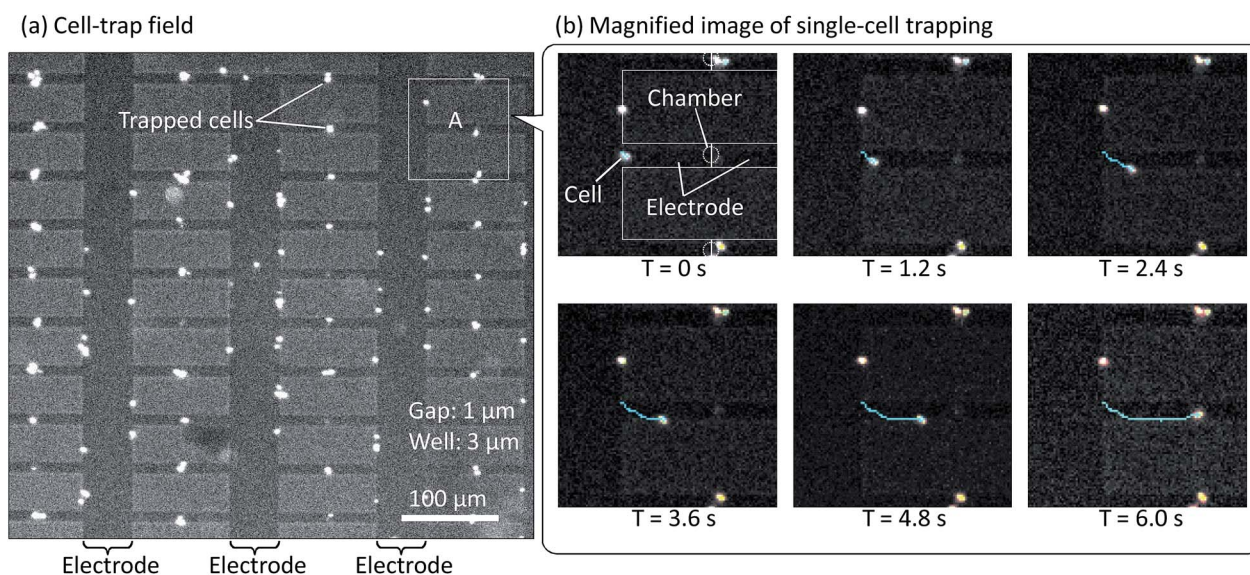 (a) Cell-trap field
Trapped cells
A
Gap: 1 μm
Well: 3 μm
100 μm
Electrode
Electrode
Electrode
(b) Magnified image of single-cell trapping
Chamber
Cell
Electrode
T = 0 s
T = 1.2 s
T = 2.4 s
T = 3.6 s
T = 4.8 s
T = 6.0 s